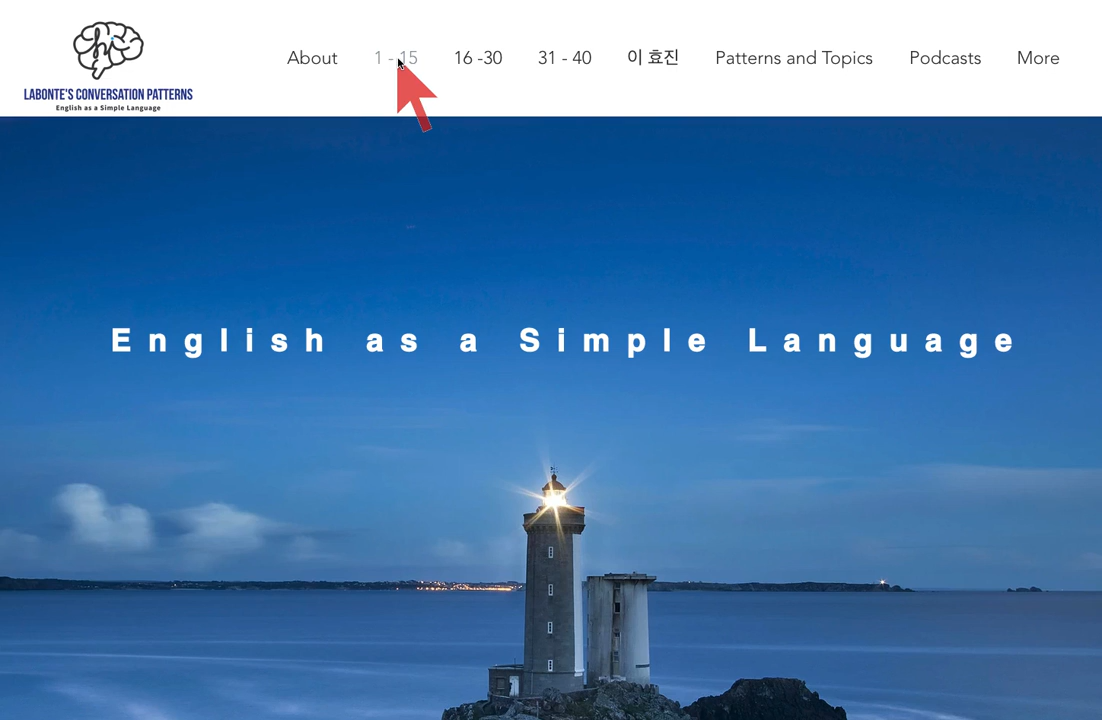 hi
LABONTE'S CONVERSATION PATTERNS
English as a Simple Language
About 1 - 15 16 -30 31 - 40 이 효진 Patterns and Topics Podcasts More
English as a Simple Language